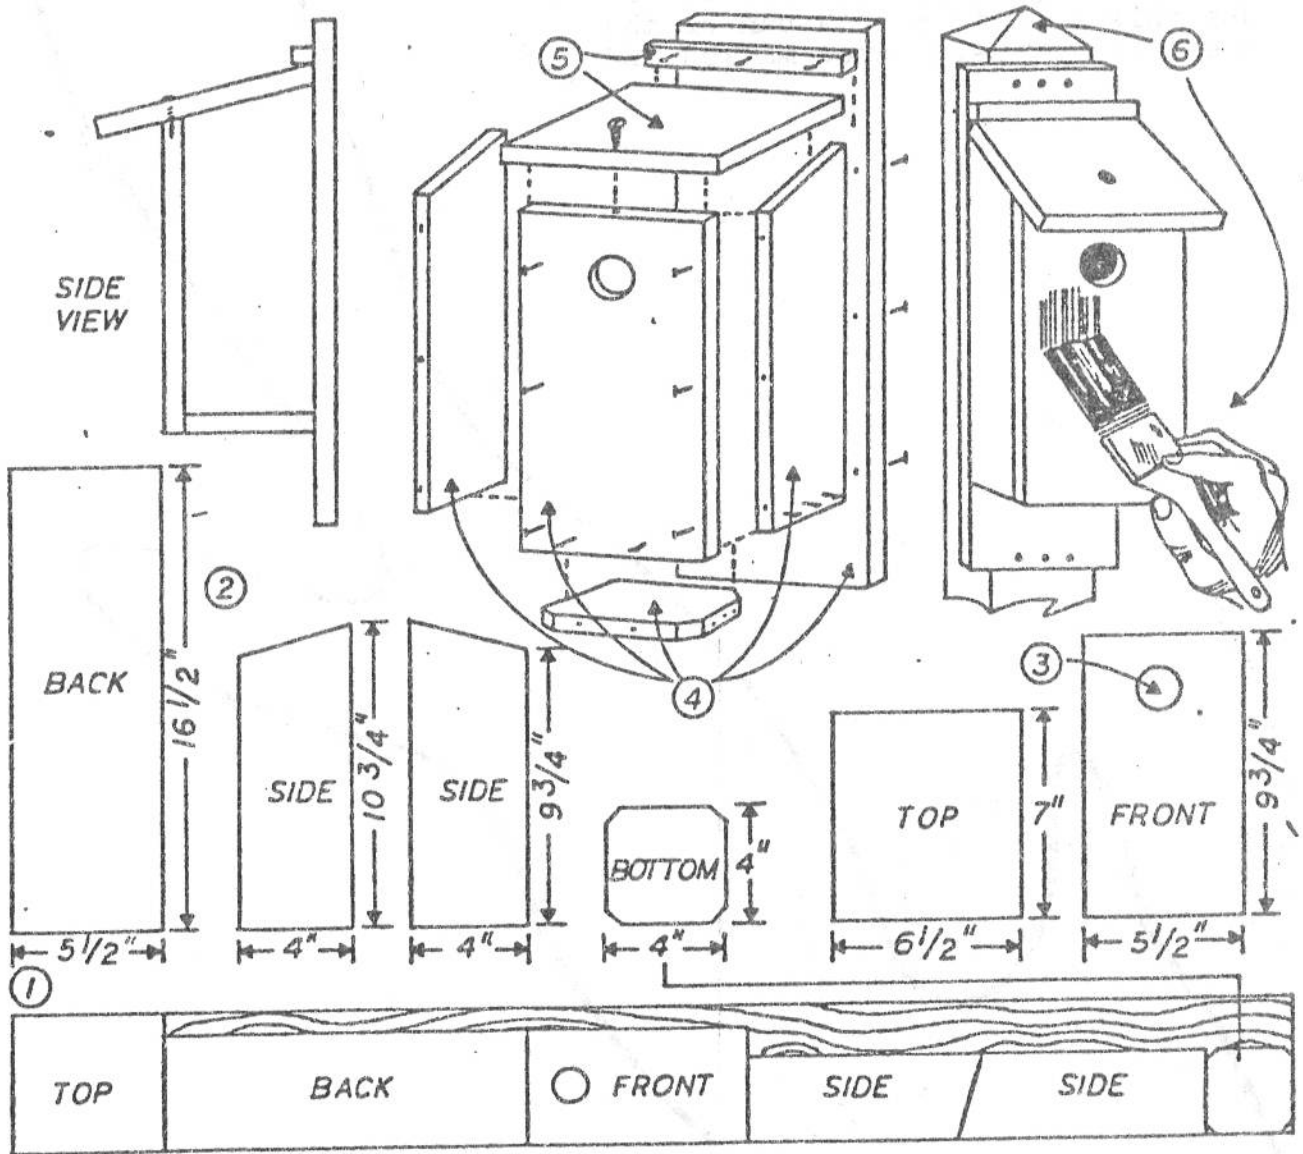 5
6
SIDE
VIEW
2
BACK
16 1/2"
5 1/2"
SIDE
10 3/4"
4"
SIDE
9 3/4"
4"
4
BOTTOM
4"
4"
TOP
7"
6 1/2"
3
FRONT
9 3/4"
5 1/2"
1
TOP
BACK
FRONT
SIDE
SIDE